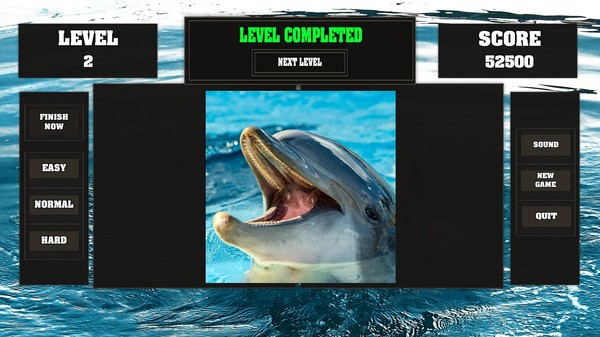 LEVEL
2
LEVEL COMPLETED
NEXT LEVEL
SCORE
52500
FINISH
NOW
EASY
NORMAL
HARD
SOUND
NEW
GAME
QUIT